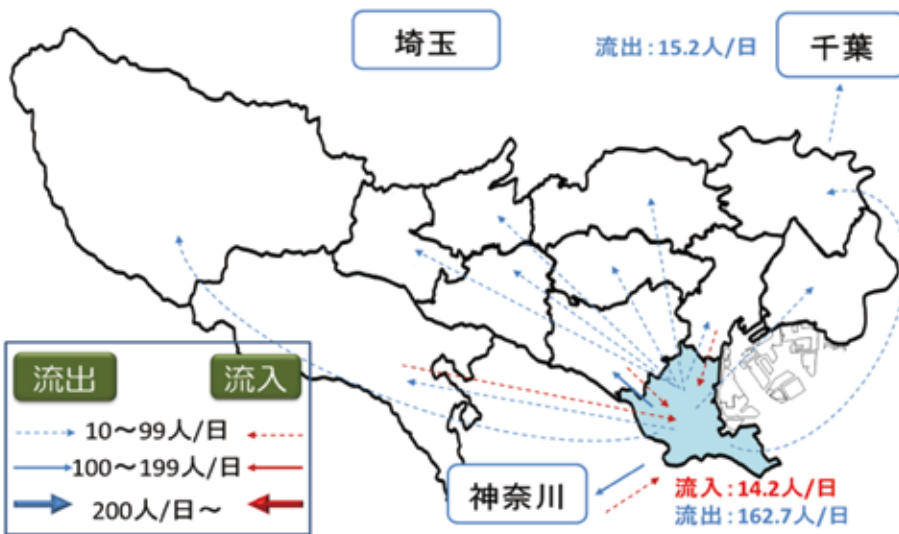 埼玉
流出:15.2人/日
千葉
流出
流入
10～99人/日
100～199人/日
200人/日～
神奈川
流入:14.2人/日
流出:162.7人/日